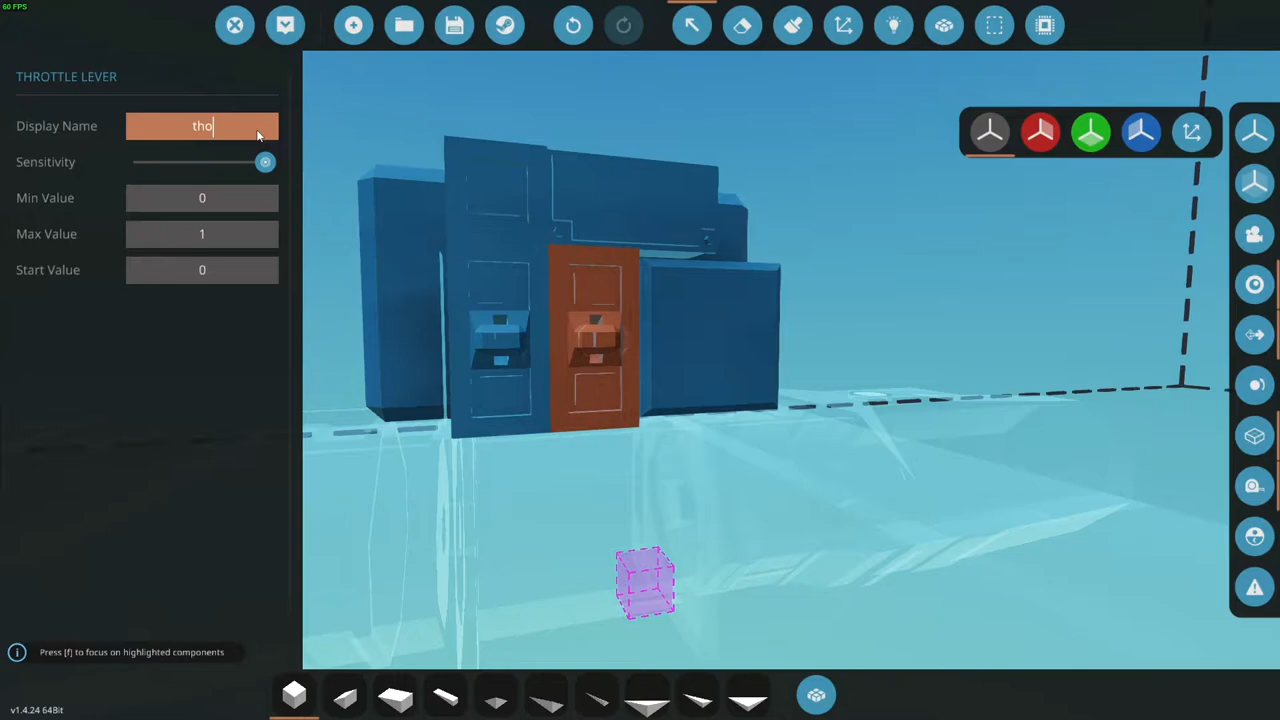 60 FPS
THROTTLE LEVER
Display Name tho
Sensitivity
Min Value 0
Max Value 1
Start Value 0
Press [f] to focus on highlighted components
v1.4.24 64Bit